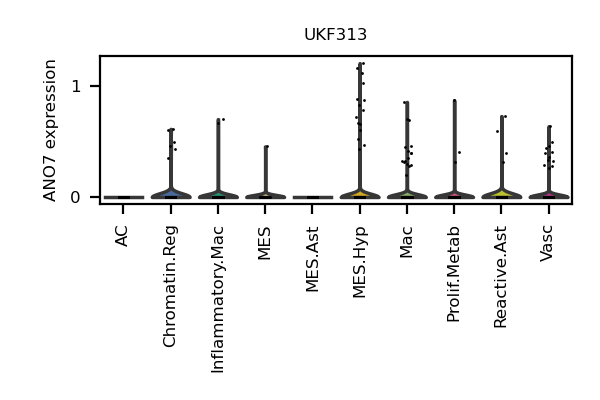 UKF313
ANO7 expression
1
0
AC
Chromatin.Reg
Inflammatory.Mac
MES
MES.Ast
MES.Hyp
Mac
Prolif.Metab
Reactive.Ast
Vasc